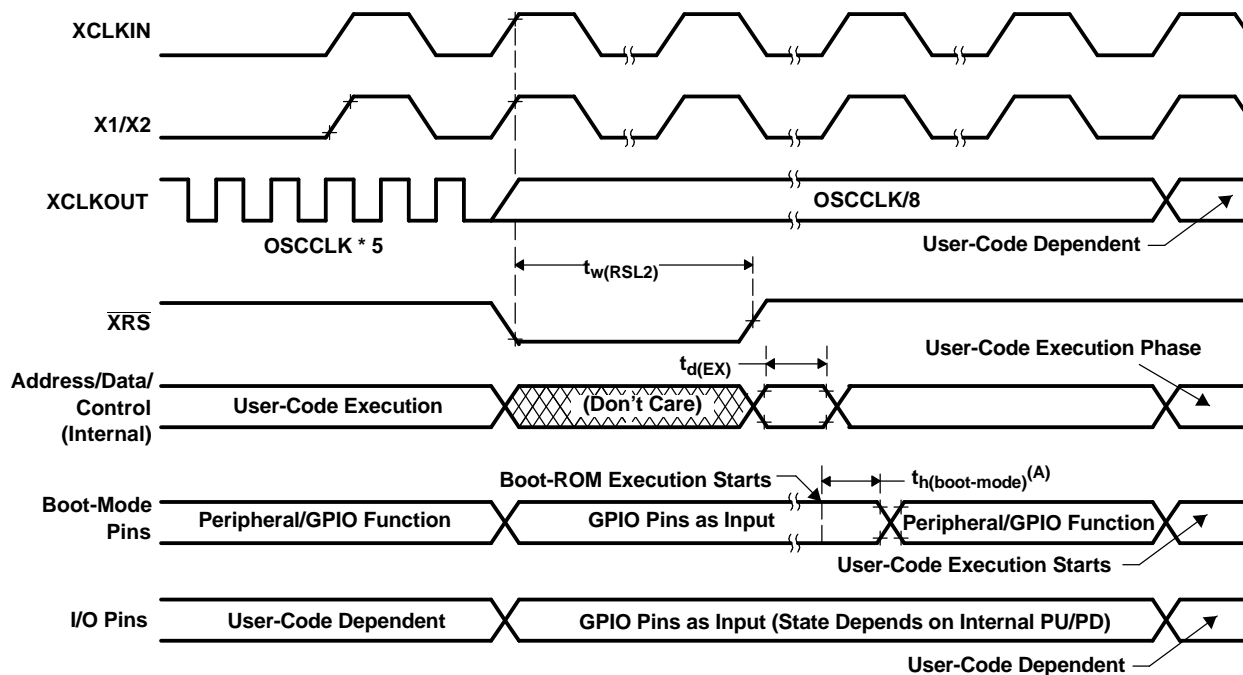 XCLKIN
X1/X2
XCLKOUT
OSCCLK/8
OSCCLK * 5
User-Code Dependent
tw(RSL2)
XRS
User-Code Execution Phase
td(EX)
Address/Data/
Control
(Internal)
User-Code Execution
(Don't Care)
Boot-ROM Execution Starts
th(boot-mode)(A)
Boot-Mode
Pins
Peripheral/GPIO Function
GPIO Pins as Input
Peripheral/GPIO Function
User-Code Execution Starts
I/O Pins
User-Code Dependent
GPIO Pins as Input (State Depends on Internal PU/PD)
User-Code Dependent